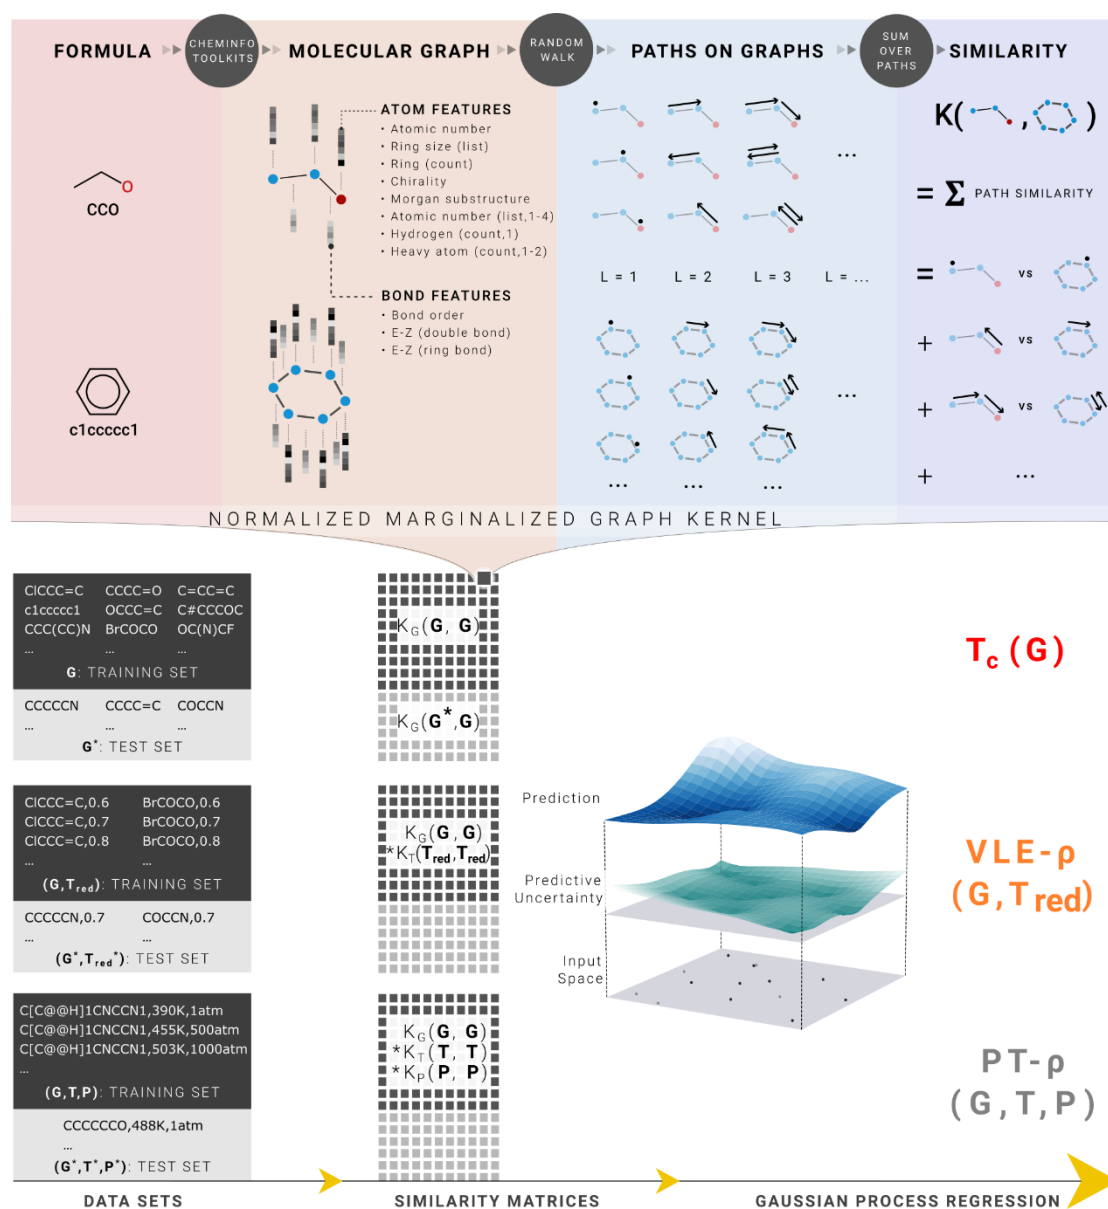 FORMULA
CHEMINFO
TOOLKITS
MOLECULAR GRAPH
RANDOM
WALK
PATHS ON GRAPHS
SUM
OVER
PATHS
SIMILARITY
O
CCO
c1ccccc1
ATOM FEATURES
• Atomic number
• Ring size (list)
• Ring (count)
• Chirality
• Morgan substructure
• Atomic number (list,1-4)
• Hydrogen (count,1)
• Heavy atom (count,1-2)
BOND FEATURES
• Bond order
• E-Z (double bond)
• E-Z (ring bond)
...
L = 1 L = 2 L = 3 L = ...
...
... ... ...
K( , )
= Σ PATH SIMILARITY
= vs
+ vs
+ vs
+ ...
NORMALIZED MARGINALIZED GRAPH KERNEL
ClCCC=C CCCC=O C=CC=C
c1ccccc1 OCCC=C C#CCCOC
CCC(CC)N BrCOCO OC(N)CF
... ... ...
G: TRAINING SET
CCCCCN CCCC=C COCCN
... ... ...
G*: TEST SET
K_G(G, G)
K_G(G*,G)
T_c(G)
ClCCC=C,0.6 BrCOCO,0.6
ClCCC=C,0.7 BrCOCO,0.7
ClCCC=C,0.8 BrCOCO,0.8
... ...
(G,T_red): TRAINING SET
CCCCCN,0.7 COCCN,0.7
... ...
(G*,T_red*): TEST SET
K_G(G, G)
*K_T(T_red,T_red)
Prediction
Predictive
Uncertainty
Input
Space
VLE-ρ
(G,T_red)
C[C@@H]1CNCCN1,390K,1atm
C[C@@H]1CNCCN1,455K,500atm
C[C@@H]1CNCCN1,503K,1000atm
...
(G,T,P): TRAINING SET
CCCCCCO,488K,1atm
...
(G*,T*,P*): TEST SET
K_G(G, G)
*K_T(T, T)
*K_P(P, P)
PT-ρ
(G,T,P)
DATA SETS
SIMILARITY MATRICES
GAUSSIAN PROCESS REGRESSION